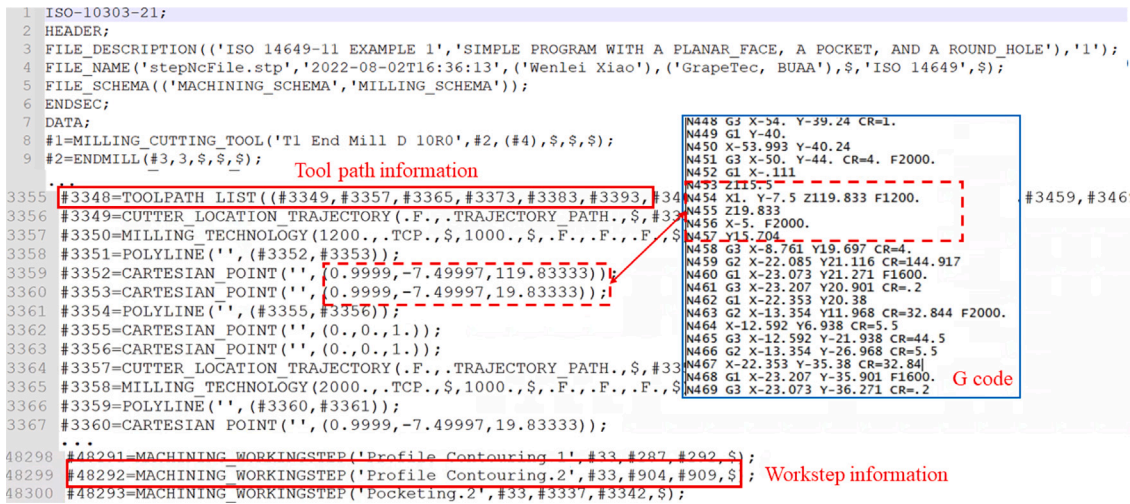 1 ISO-10303-21;
2 HEADER;
3 FILE_DESCRIPTION(('ISO 14649-11 EXAMPLE 1','SIMPLE PROGRAM WITH A PLANAR_FACE, A POCKET, AND A ROUND_HOLE'),'1');
4 FILE_NAME('stepNcFile.stp','2022-08-02T16:36:13',('Wenlei Xiao'),('GrapeTec, BUAA'),$,'ISO 14649',$);
5 FILE_SCHEMA(('MACHINING_SCHEMA','MILLING_SCHEMA'));
6 ENDSEC;
7 DATA;
8 #1=MILLING_CUTTING_TOOL('T1 End Mill D 10R0',#2,(#4),$,$,$);
9 #2=ENDMILL(#3,3,$,$,$);
Tool path information
...
3355 #3348=TOOLPATH_LIST((#3349,#3357,#3365,#3373,#3383,#3393,#34 ,#3459,#346
3356 #3349=CUTTER_LOCATION_TRAJECTORY(.F.,.TRAJECTORY_PATH.,$,#33
3357 #3350=MILLING_TECHNOLOGY(1200.,.TCP.,$,1000.,$,.F.,.F.,.F.,$
3358 #3351=POLYLINE('',(#3352,#3353));
3359 #3352=CARTESIAN_POINT('',(0.9999,-7.49997,119.83333));
3360 #3353=CARTESIAN_POINT('',(0.9999,-7.49997,19.83333));
3361 #3354=POLYLINE('',(#3355,#3356));
3362 #3355=CARTESIAN_POINT('',(0.,0.,1.));
3363 #3356=CARTESIAN_POINT('',(0.,0.,1.));
3364 #3357=CUTTER_LOCATION_TRAJECTORY(.F.,.TRAJECTORY_PATH.,$,#33
3365 #3358=MILLING_TECHNOLOGY(2000.,.TCP.,$,1000.,$,.F.,.F.,.F.,$
3366 #3359=POLYLINE('',(#3360,#3361));
3367 #3360=CARTESIAN_POINT('',(0.9999,-7.49997,19.83333));
...
48298 #48291=MACHINING_WORKINGSTEP('Profile Contouring.1',#33,#287,#292,$);
48299 #48292=MACHINING_WORKINGSTEP('Profile Contouring.2',#33,#904,#909,$);
48300 #48293=MACHINING_WORKINGSTEP('Pocketing.2',#33,#3337,#3342,$);
Workstep information
N448 G3 X-54. Y-39.24 CR=1.
N449 G1 Y-40.
N450 X-53.993 Y-40.24
N451 G3 X-50. Y-44. CR=4. F2000.
N452 G1 X-.111
N453 Z115.5
N454 X1. Y-7.5 Z119.833 F1200.
N455 Z19.833
N456 X-5. F2000.
N457 Y15.704
N458 G3 X-8.761 Y19.697 CR=4.
N459 G2 X-22.085 Y21.116 CR=144.917
N460 G1 X-23.073 Y21.271 F1600.
N461 G3 X-23.207 Y20.901 CR=.2
N462 G1 X-22.353 Y20.38
N463 G2 X-13.354 Y11.968 CR=32.844 F2000.
N464 X-12.592 Y6.938 CR=5.5
N465 G3 X-12.592 Y-21.938 CR=44.5
N466 G2 X-13.354 Y-26.968 CR=5.5
N467 X-22.353 Y-35.38 CR=32.84
N468 G1 X-23.207 Y-35.901 F1600.
N469 G3 X-23.073 Y-36.271 CR=.2
G code